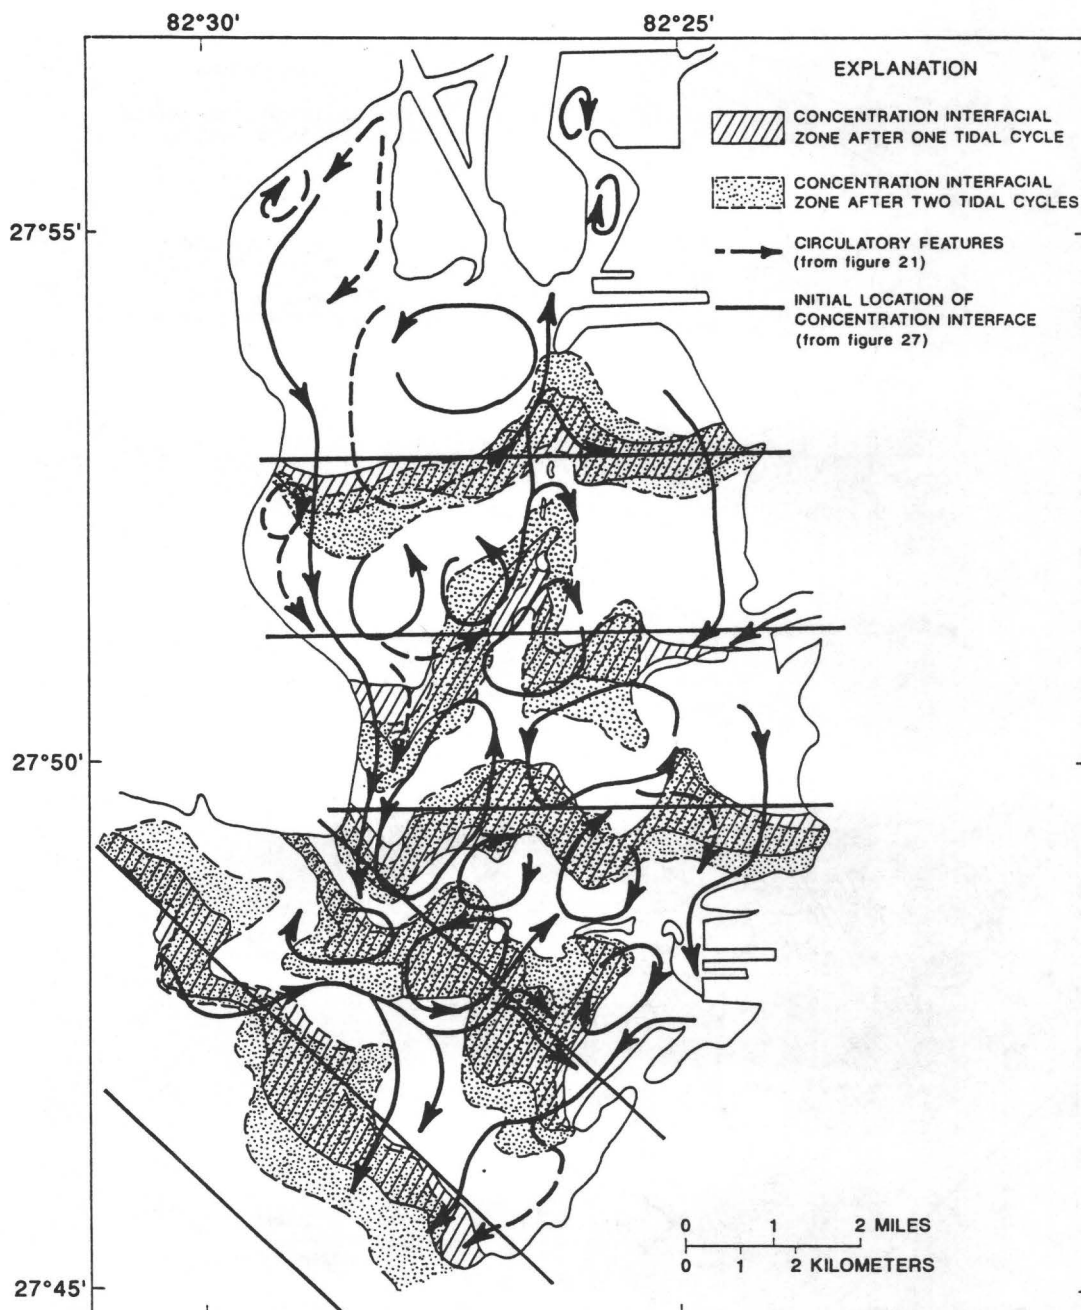 82°30'
82°25'
EXPLANATION
CONCENTRATION INTERFACIAL
ZONE AFTER ONE TIDAL CYCLE
CONCENTRATION INTERFACIAL
ZONE AFTER TWO TIDAL CYCLES
CIRCULATORY FEATURES
(from figure 21)
INITIAL LOCATION OF
CONCENTRATION INTERFACE
(from figure 27)
27°55'
27°50'
27°45'
0 1 2 MILES
0 1 2 KILOMETERS